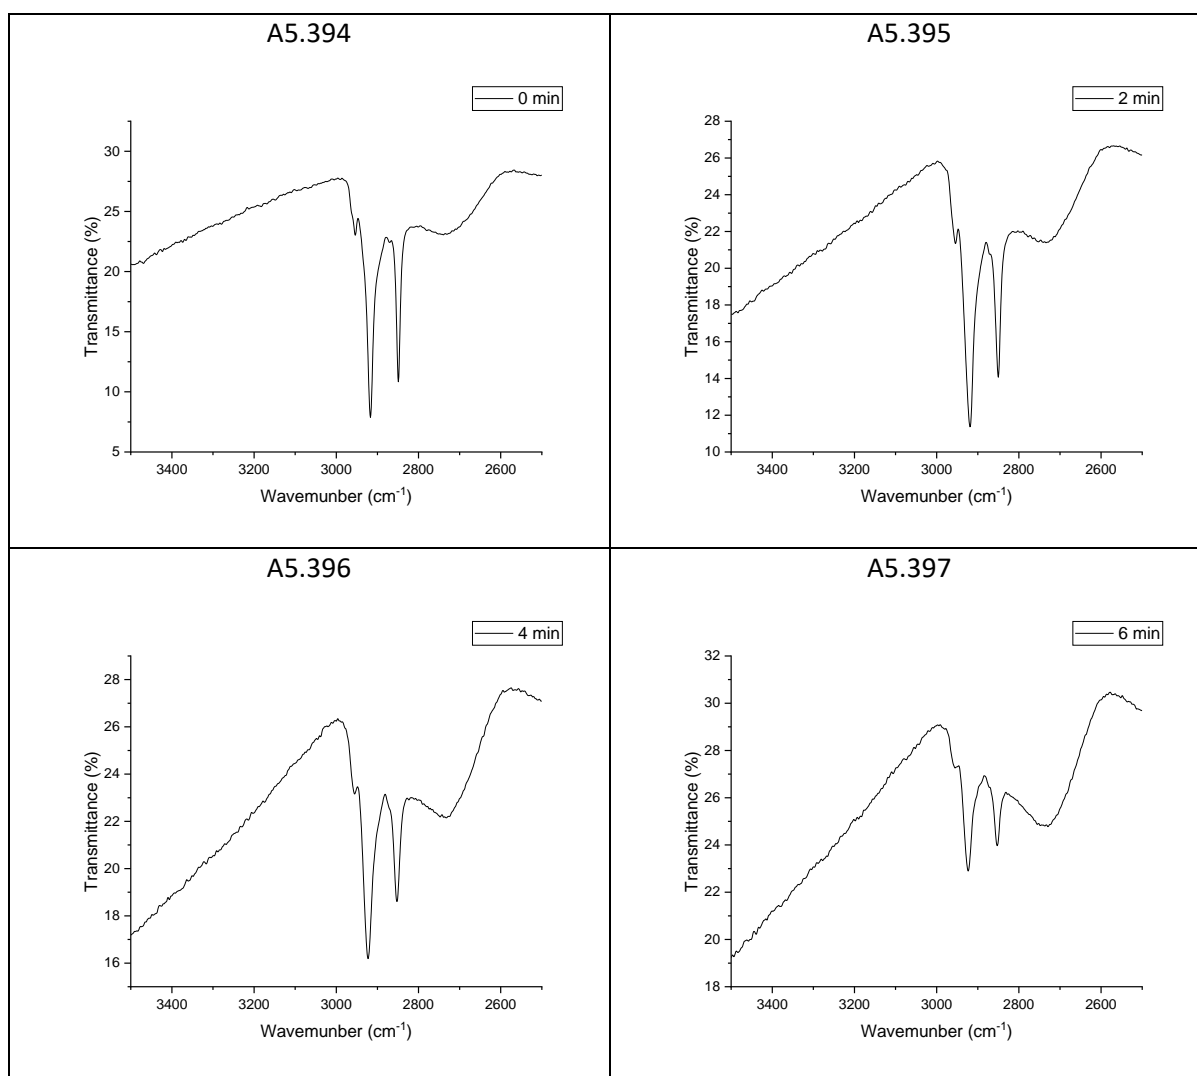 A5.394
0 min
30
25
20
15
10
5
Transmittance (%)
3400 3200 3000 2800 2600
Wavemunber (cm⁻¹)
A5.395
2 min
28
26
24
22
20
18
16
14
12
10
Transmittance (%)
3400 3200 3000 2800 2600
Wavemunber (cm⁻¹)
A5.396
4 min
28
26
24
22
20
18
16
Transmittance (%)
3400 3200 3000 2800 2600
Wavemunber (cm⁻¹)
A5.397
6 min
32
30
28
26
24
22
20
18
Transmittance (%)
3400 3200 3000 2800 2600
Wavemunber (cm⁻¹)